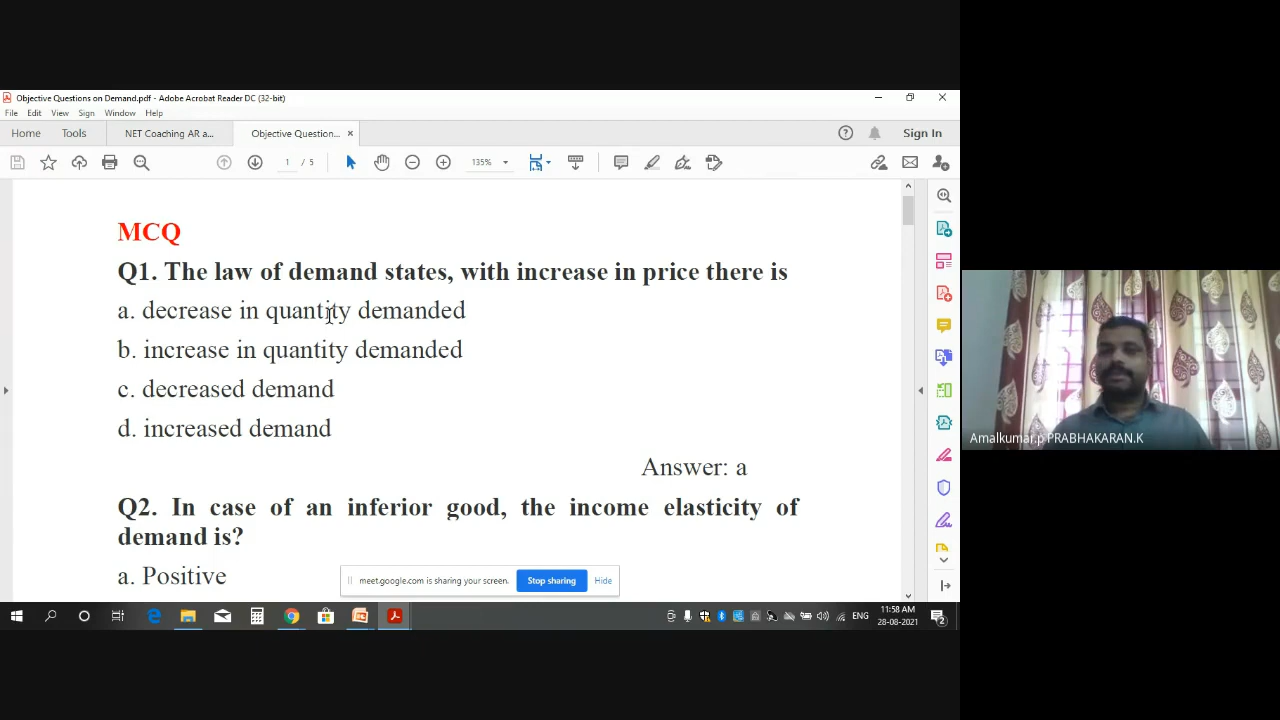 Objective Questions on Demand.pdf - Adobe Acrobat Reader DC (32-bit)
File Edit View Sign Window Help
Home Tools NET Coaching AR a... Objective Question... × Sign In
1 / 5 135%
MCQ
Q1. The law of demand states, with increase in price there is
a. decrease in quantity demanded
b. increase in quantity demanded
c. decreased demand
d. increased demand
Answer: a
Q2. In case of an inferior good, the income elasticity of
demand is?
a. Positive
meet.google.com is sharing your screen. Stop sharing Hide
ENG
11:58 AM
28-08-2021
2
Amalkumar.p PRABHAKARAN.K